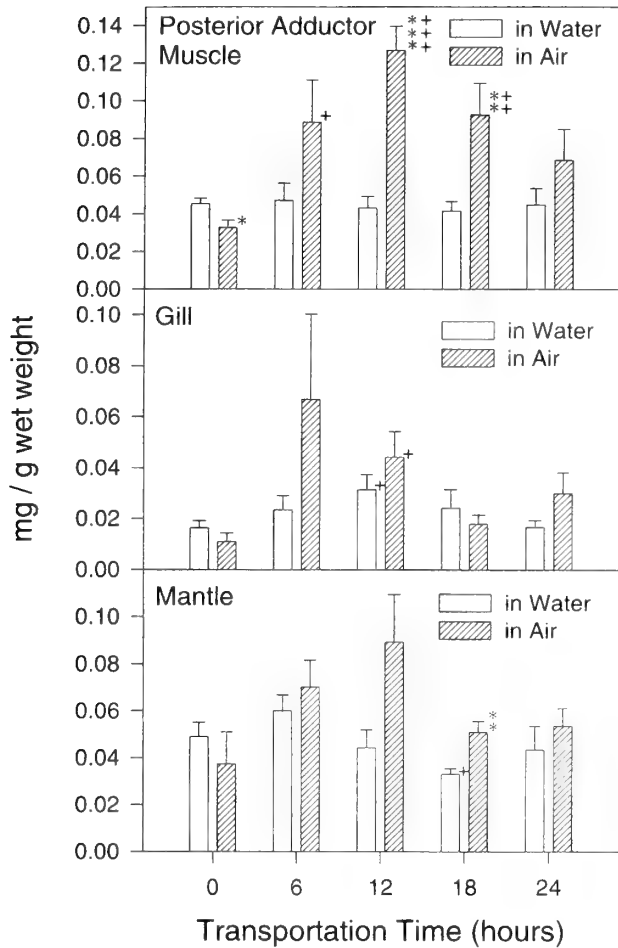 mg / g wet weight
Posterior Adductor
Muscle
in Water
in Air
0.14
0.12
0.10
0.08
0.06
0.04
0.02
0.00
*
+
*+
*+
*+
*+
*+
Gill
in Water
in Air
0.10
0.08
0.06
0.04
0.02
0.00
+
+
Mantle
in Water
in Air
0.10
0.08
0.06
0.04
0.02
0.00
+
*
*
0 6 12 18 24
Transportation Time (hours)